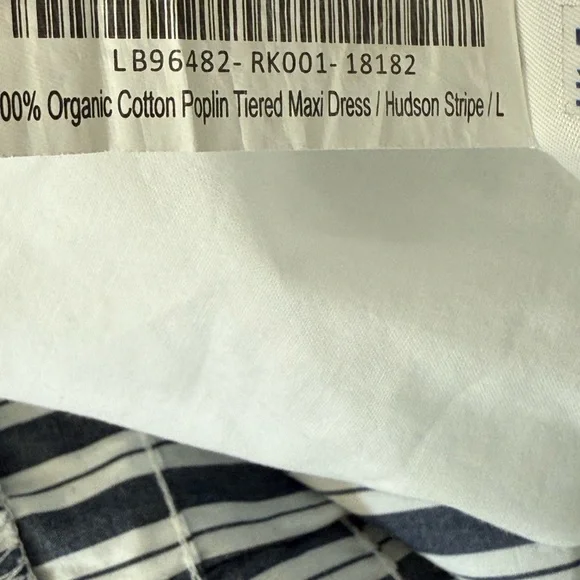 LB96482-RK001-18182
00% Organic Cotton Poplin Tiered Maxi Dress / Hudson Stripe / L